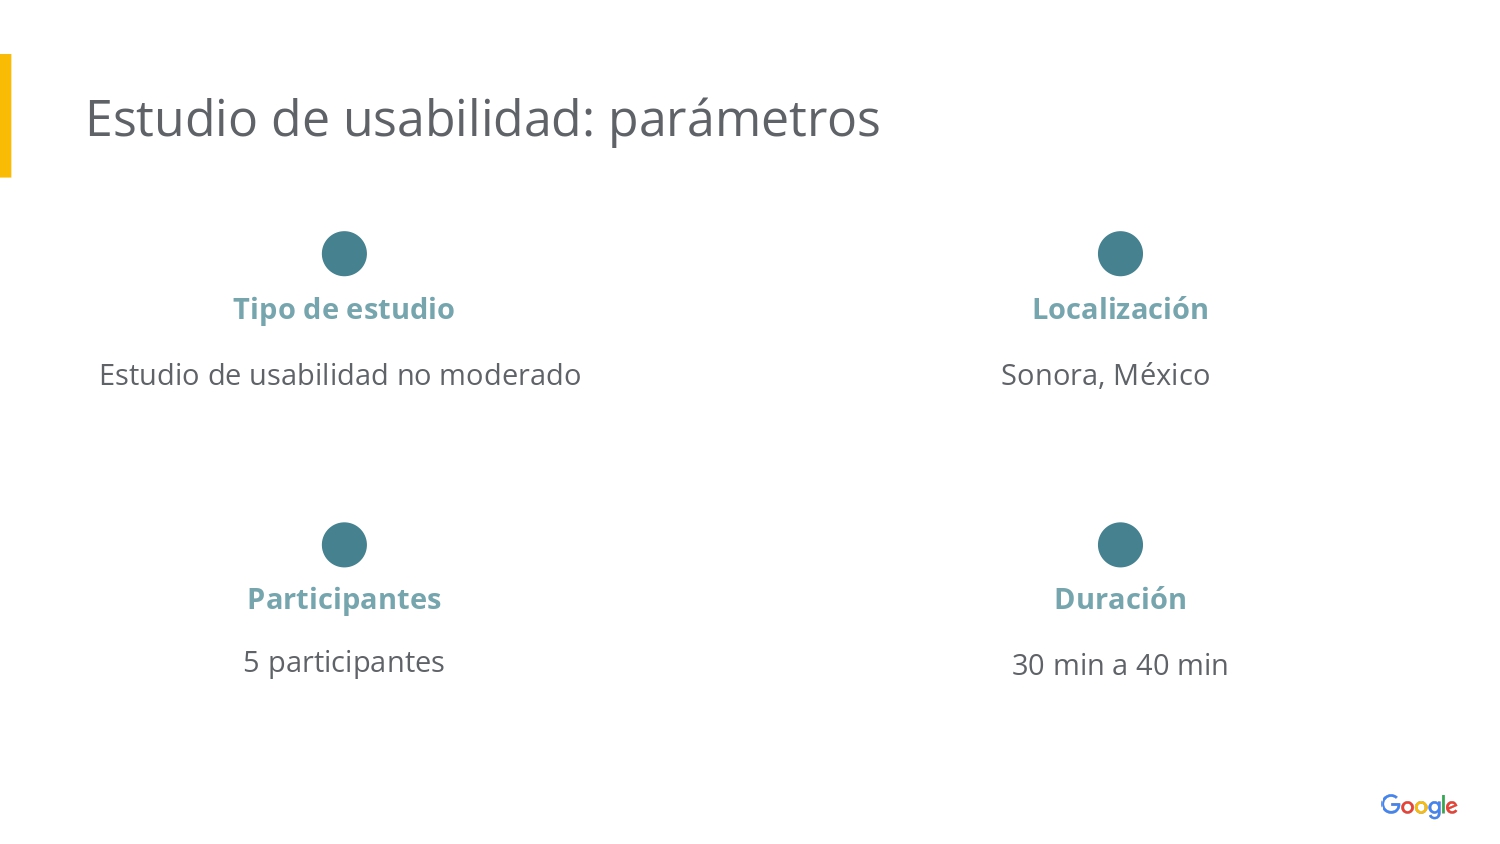 Estudio de usabilidad: parámetros
Tipo de estudio
Estudio de usabilidad no moderado
Localización
Sonora, México
Participantes
5 participantes
Duración
30 min a 40 min
Google